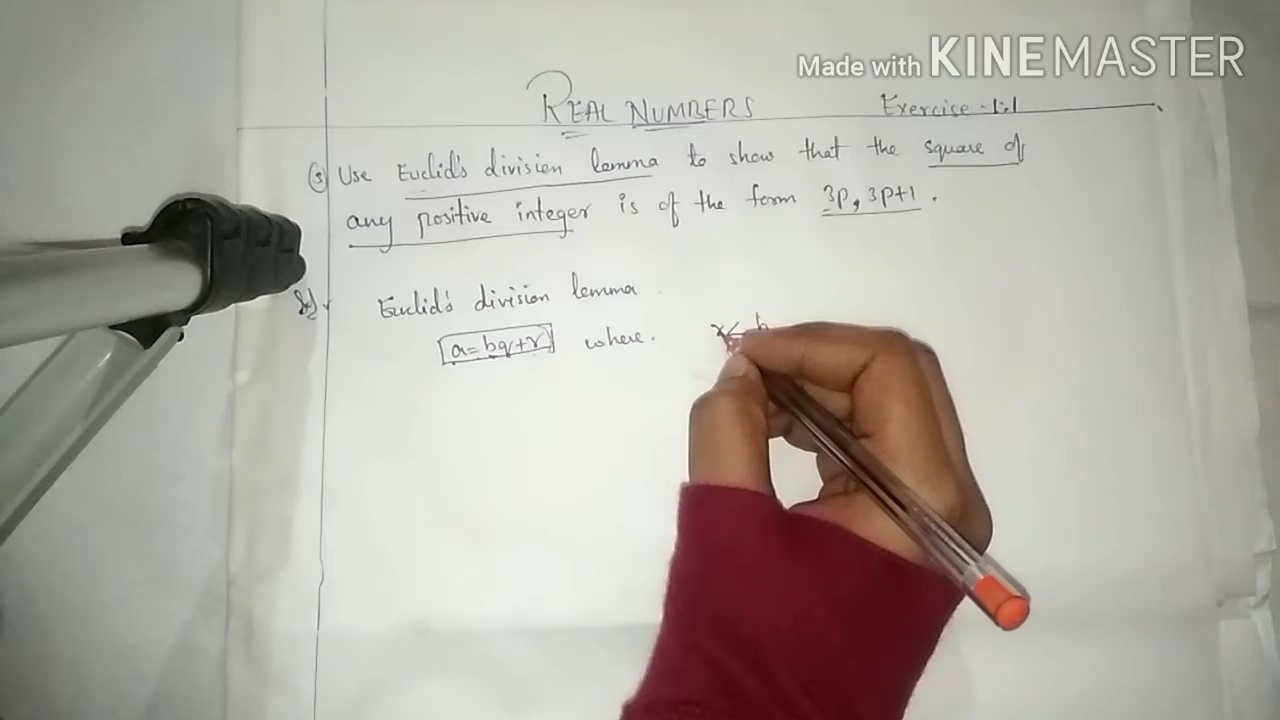 Made with KINEMASTER
REAL NUMBERS Exercise - 1.1
③ Use Euclid's division lemma to show that the square of
any positive integer is of the form 3p, 3p+1.
Sol
Euclid's division lemma
a=bq+r where. r< b